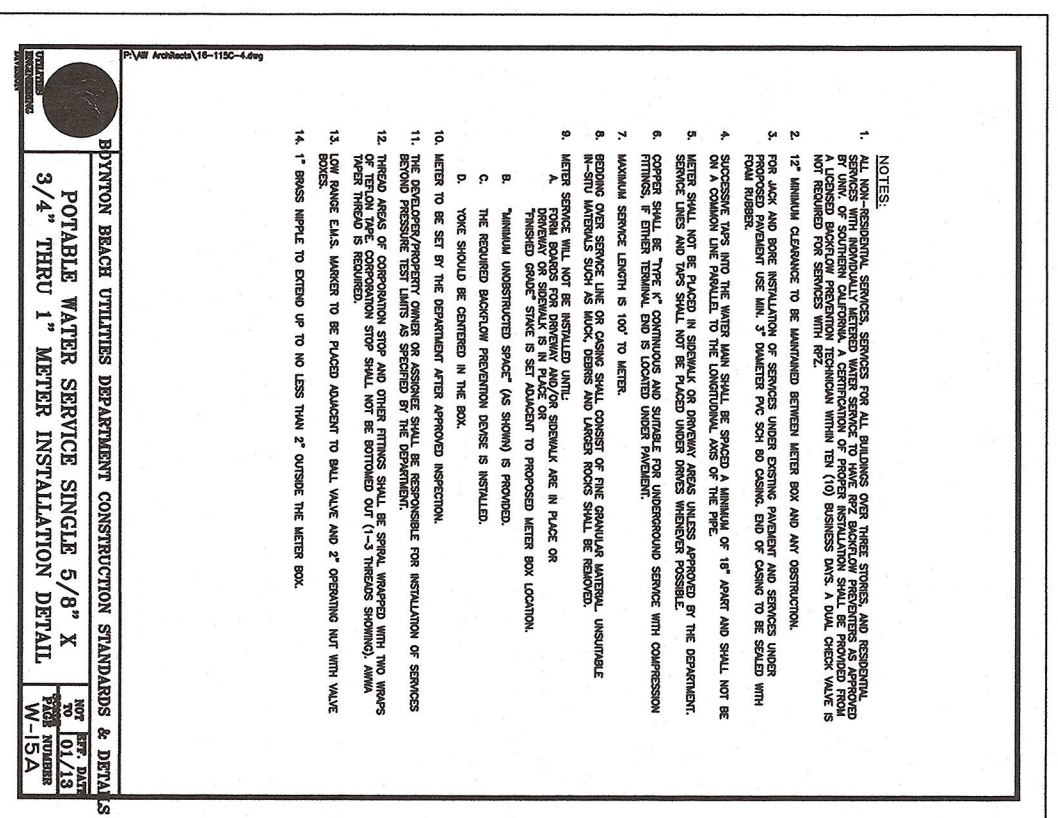 NOTES:
1. ALL NON-RESIDENTIAL SERVICES, SERVICES FOR ALL BUILDINGS OVER THREE STORIES, AND RESIDENTIAL
SERVICES WITH INDIVIDUALLY METERED WATER SERVICE TO HAVE RPZ BACKFLOW PREVENTERS AS APPROVED
BY UNIV. OF SOUTHERN CALIFORNIA. A CERTIFICATION OF PROPER INSTALLATION SHALL BE PROVIDED FROM
A LICENSED BACKFLOW PREVENTION TECHNICIAN WITHIN TEN (10) BUSINESS DAYS. A DUAL CHECK VALVE IS
NOT REQUIRED FOR SERVICES WITH RPZ.
2. 12" MINIMUM CLEARANCE TO BE MAINTAINED BETWEEN METER BOX AND ANY OBSTRUCTION.
3. FOR JACK AND BORE INSTALLATION OF SERVICES UNDER EXISTING PAVEMENT AND SERVICES UNDER
PROPOSED PAVEMENT USE MIN. 3" DIAMETER PVC SCH 80 CASING. END OF CASING TO BE SEALED WITH
FOAM RUBBER.
4. SUCCESSIVE TAPS INTO THE WATER MAIN SHALL BE SPACED A MINIMUM OF 18" APART AND SHALL NOT BE
ON A COMMON LINE PARALLEL TO THE LONGITUDINAL AXIS OF THE PIPE.
5. METER SHALL NOT BE PLACED IN SIDEWALK OR DRIVEWAY AREAS UNLESS APPROVED BY THE DEPARTMENT.
SERVICE LINES AND TAPS SHALL NOT BE PLACED UNDER DRIVES WHENEVER POSSIBLE.
6. COPPER SHALL BE "TYPE K" CONTINUOUS AND SUITABLE FOR UNDERGROUND SERVICE WITH COMPRESSION
FITTINGS, IF EITHER TERMINAL END IS LOCATED UNDER PAVEMENT.
7. MAXIMUM SERVICE LENGTH IS 100' TO METER.
8. BEDDING OVER SERVICE LINE OR CASING SHALL CONSIST OF FINE GRANULAR MATERIAL. UNSUITABLE
IN-SITU MATERIALS SUCH AS MUCK, DEBRIS AND LARGER ROCKS SHALL BE REMOVED.
9. METER SERVICE WILL NOT BE INSTALLED UNTIL:
A. FORM BOARDS FOR DRIVEWAY AND/OR SIDEWALK ARE IN PLACE OR
DRIVEWAY OR SIDEWALK IS IN PLACE OR
"FINISHED GRADE" STAKE IS SET ADJACENT TO PROPOSED METER BOX LOCATION.
B. "MINIMUM UNOBSTRUCTED SPACE" (AS SHOWN) IS PROVIDED.
C. THE REQUIRED BACKFLOW PREVENTION DEVISE IS INSTALLED.
D. YOKE SHOULD BE CENTERED IN THE BOX.
10. METER TO BE SET BY THE DEPARTMENT AFTER APPROVED INSPECTION.
11. THE DEVELOPER/PROPERTY OWNER OR ASSIGNEE SHALL BE RESPONSIBLE FOR INSTALLATION OF SERVICES
BEYOND PRESSURE TEST LIMITS AS SPECIFIED BY THE DEPARTMENT.
12. THREAD AREAS OF CORPORATION STOP AND OTHER FITTINGS SHALL BE SPIRAL WRAPPED WITH TWO WRAPS
OF TEFLON TAPE. CORPORATION STOP SHALL NOT BE BOTTOMED OUT (1-3 THREADS SHOWING). AWWA
TAPER THREAD IS REQUIRED.
13. LOW RANGE E.M.S. MARKER TO BE PLACED ADJACENT TO BALL VALVE AND 2" OPERATING NUT WITH VALVE
BOXES.
14. 1" BRASS NIPPLE TO EXTEND UP TO NO LESS THAN 2" OUTSIDE THE METER BOX.
P:\AW Architects\16-115C-4.dwg
UTILITIES
ENGINEERING
DIVISION
BOYNTON BEACH UTILITIES DEPARTMENT CONSTRUCTION STANDARDS & DETAILS
POTABLE WATER SERVICE SINGLE 5/8" X
3/4" THRU 1" METER INSTALLATION DETAIL
NOT
TO
SCALE
EFF. DATE
01/13
PAGE NUMBER
W-15A